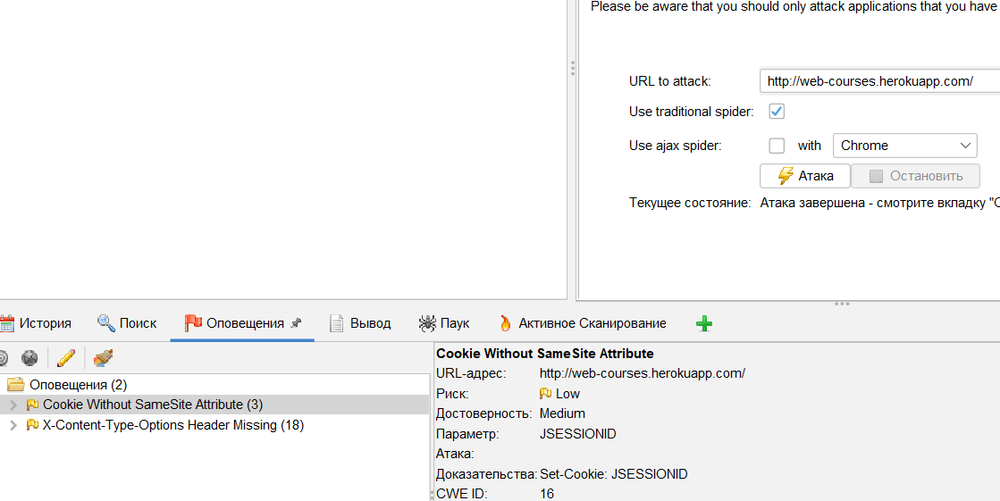 Please be aware that you should only attack applications that you have
URL to attack: http://web-courses.herokuapp.com/
Use traditional spider:
Use ajax spider: with Chrome
Атака Остановить
Текущее состояние: Атака завершена - смотрите вкладку "О
История Поиск Оповещения Вывод Паук Активное Сканирование
Оповещения (2)
Cookie Without SameSite Attribute (3)
X-Content-Type-Options Header Missing (18)
Cookie Without SameSite Attribute
URL-адрес: http://web-courses.herokuapp.com/
Риск: Low
Достоверность: Medium
Параметр: JSESSIONID
Атака:
Доказательства: Set-Cookie: JSESSIONID
CWE ID: 16